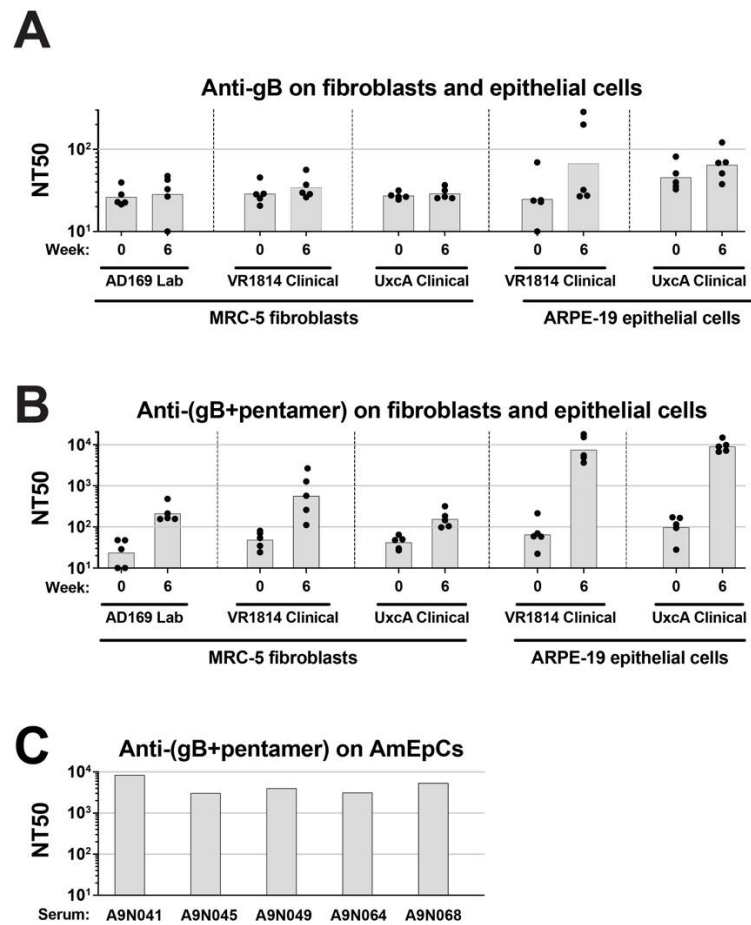 A
Anti-gB on fibroblasts and epithelial cells
NT50
10²
10¹
Week: 0 6 0 6 0 6 0 6 0 6
AD169 Lab VR1814 Clinical UxcA Clinical VR1814 Clinical UxcA Clinical
MRC-5 fibroblasts ARPE-19 epithelial cells
B
Anti-(gB+pentamer) on fibroblasts and epithelial cells
NT50
10⁴
10³
10²
10¹
Week: 0 6 0 6 0 6 0 6 0 6
AD169 Lab VR1814 Clinical UxcA Clinical VR1814 Clinical UxcA Clinical
MRC-5 fibroblasts ARPE-19 epithelial cells
C
Anti-(gB+pentamer) on AmEpCs
NT50
10⁴
10³
10²
10¹
Serum: A9N041 A9N045 A9N049 A9N064 A9N068